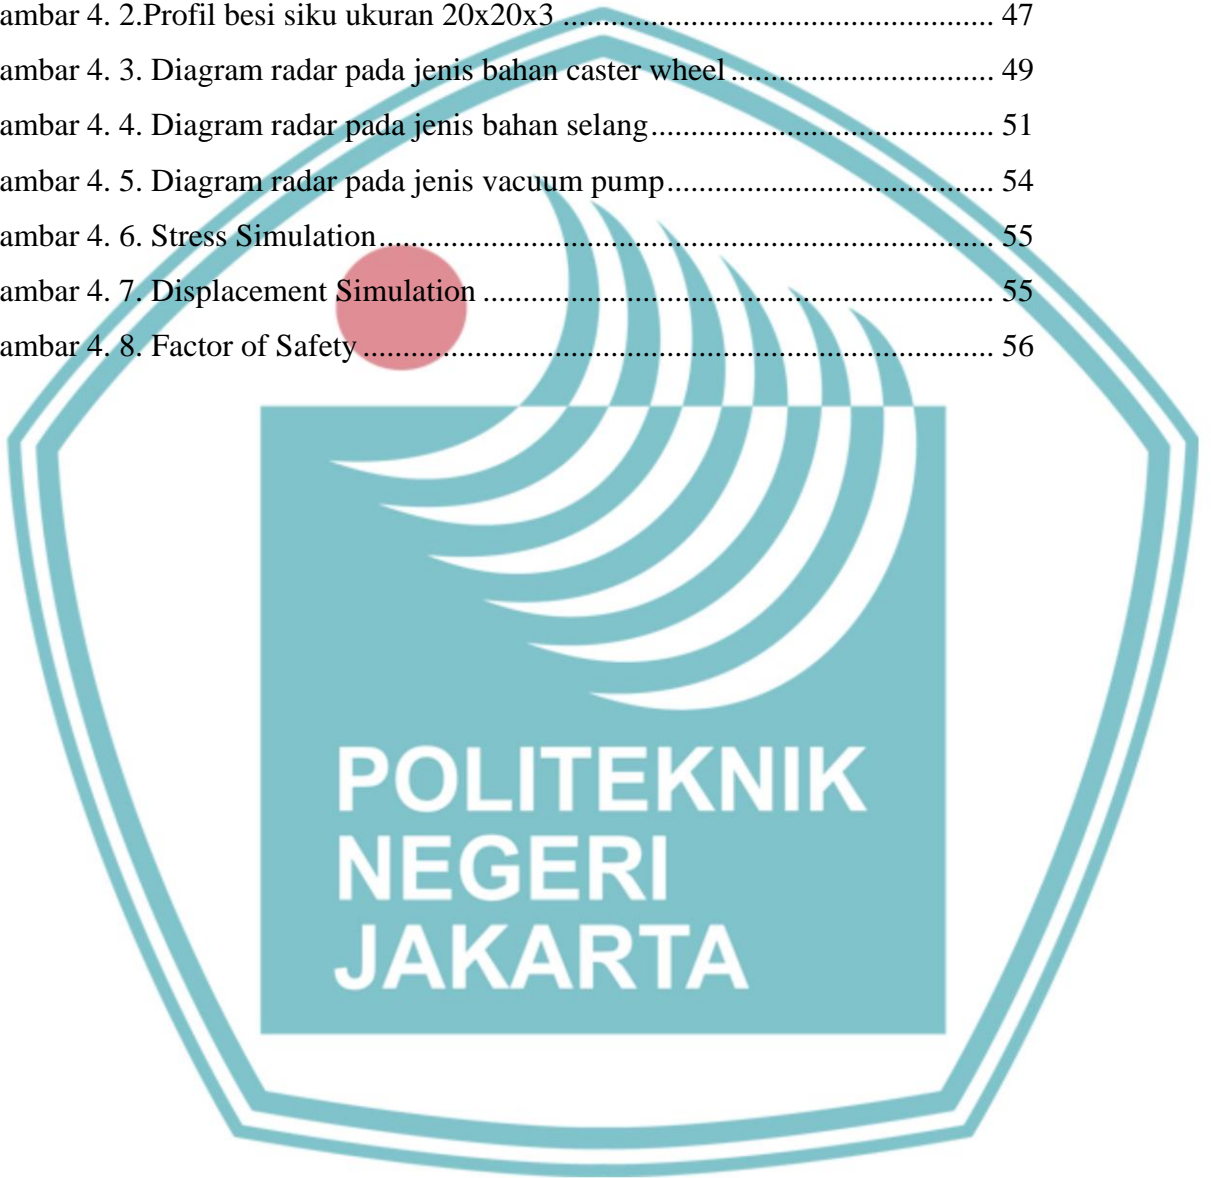 ambar 4. 2.Profil besi siku ukuran 20x20x3 ..................................................... 47
ambar 4. 3. Diagram radar pada jenis bahan caster wheel ................................ 49
ambar 4. 4. Diagram radar pada jenis bahan selang.......................................... 51
ambar 4. 5. Diagram radar pada jenis vacuum pump........................................ 54
ambar 4. 6. Stress Simulation........................................................................... 55
ambar 4. 7. Displacement Simulation .............................................................. 55
ambar 4. 8. Factor of Safety ............................................................................. 56
POLITEKNIK
NEGERI
JAKARTA